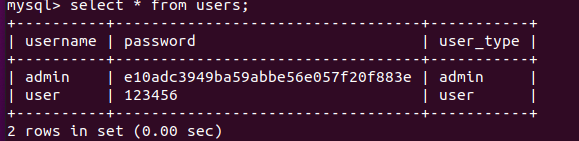 mysql> select * from users;
+----------+----------------------------------+-----------+
| username | password                         | user_type |
+----------+----------------------------------+-----------+
| admin    | e10adc3949ba59abbe56e057f20f883e | admin     |
| user     | 123456                           | user      |
+----------+----------------------------------+-----------+
2 rows in set (0.00 sec)